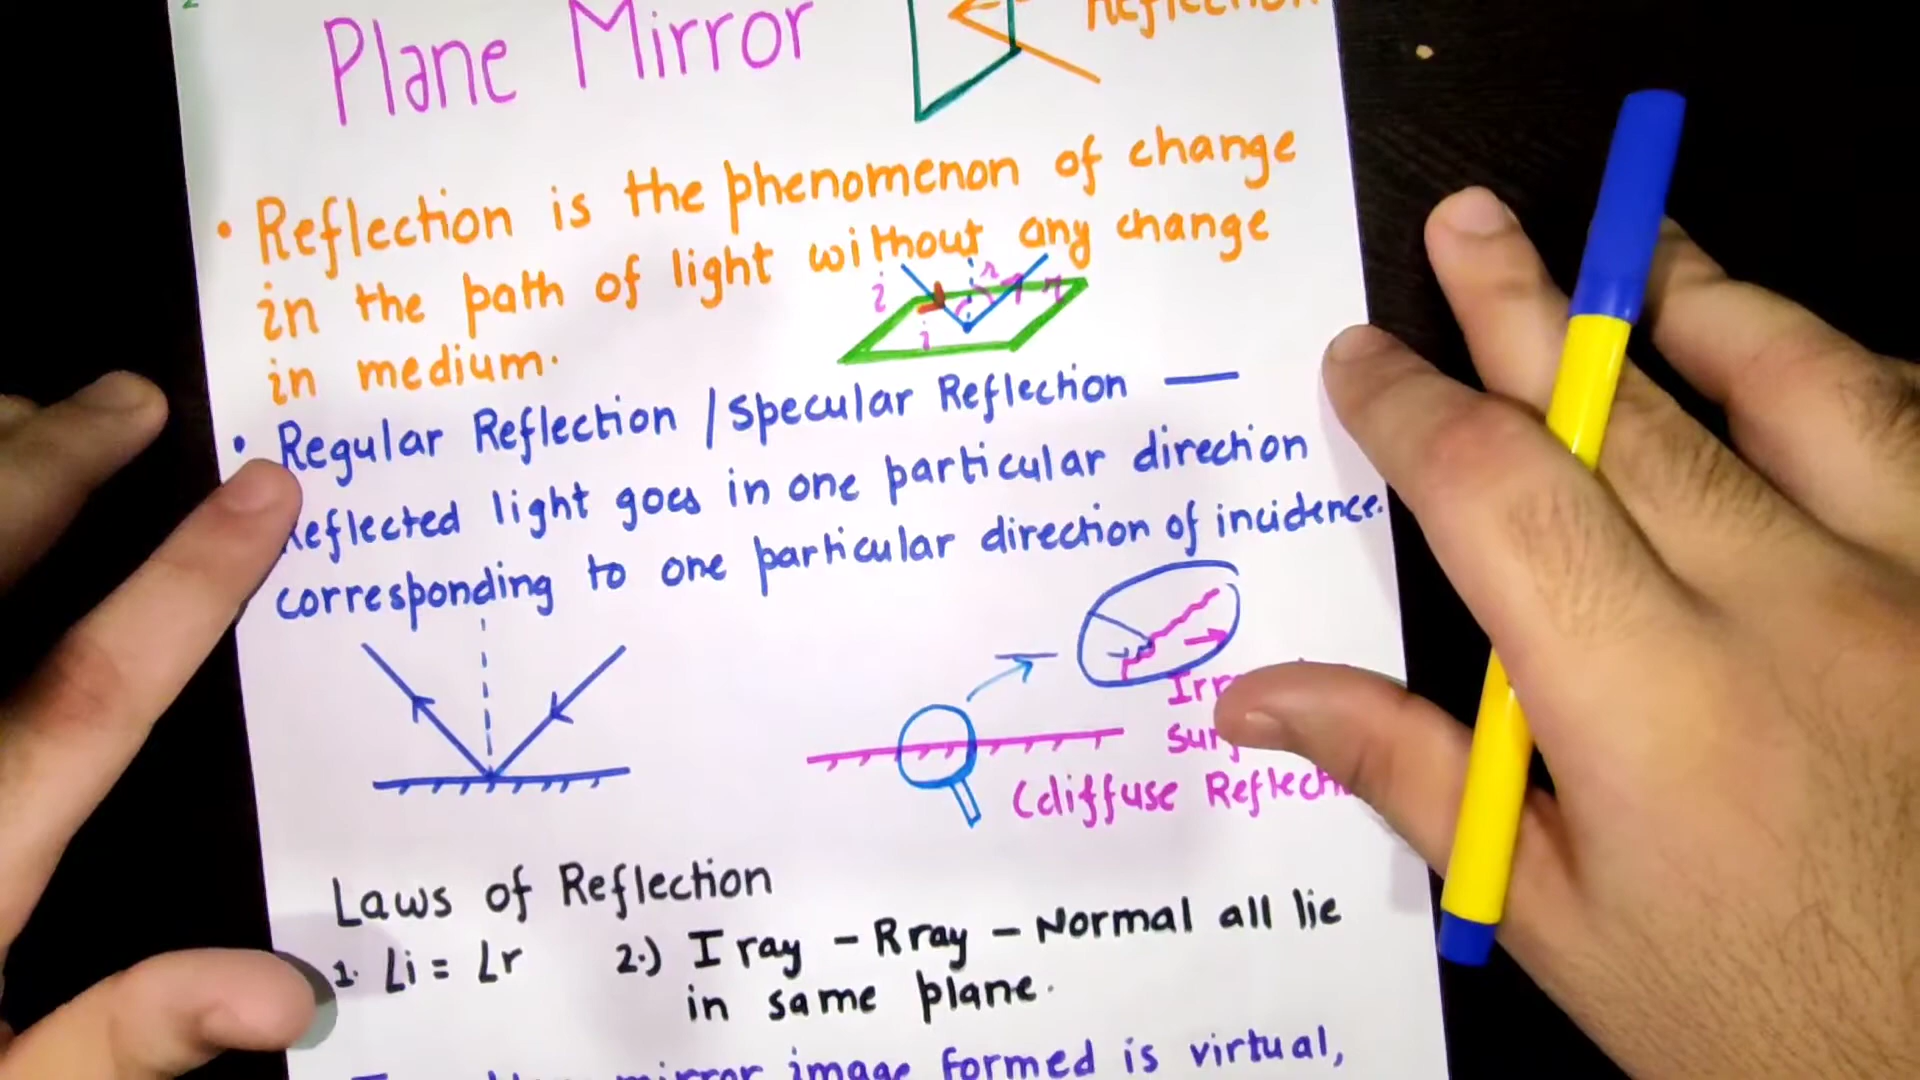 Plane Mirror
Reflection
• Reflection is the phenomenon of change
in the path of light without any change
in medium.
i r
i
• Regular Reflection / Specular Reflection —
Reflected light goes in one particular direction
corresponding to one particular direction of incidence.
(diffuse
Laws of Reflection
1. ∠i = ∠r 2.) I ray - R ray - Normal all lie
in same plane.
mirror image formed is virtual,